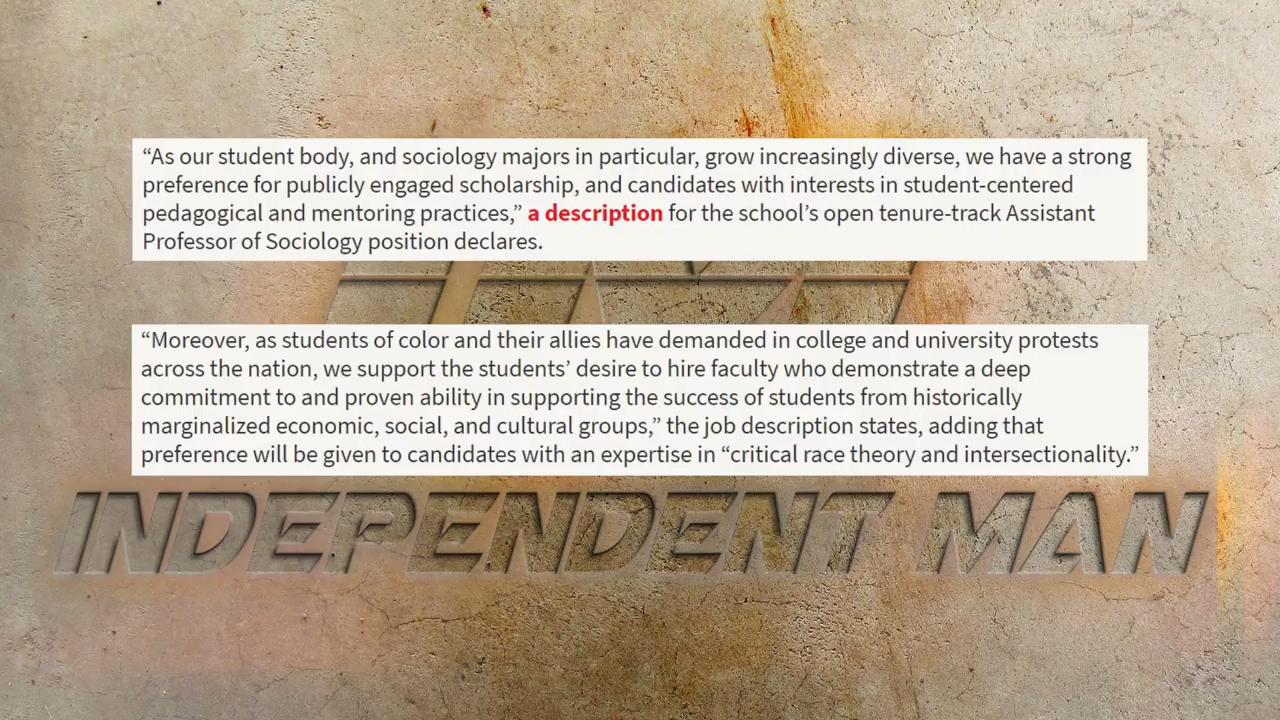 “As our student body, and sociology majors in particular, grow increasingly diverse, we have a strong
preference for publicly engaged scholarship, and candidates with interests in student-centered
pedagogical and mentoring practices,” a description for the school’s open tenure-track Assistant
Professor of Sociology position declares.
“Moreover, as students of color and their allies have demanded in college and university protests
across the nation, we support the students’ desire to hire faculty who demonstrate a deep
commitment to and proven ability in supporting the success of students from historically
marginalized economic, social, and cultural groups,” the job description states, adding that
preference will be given to candidates with an expertise in “critical race theory and intersectionality.”
INDEPENDENT MAN